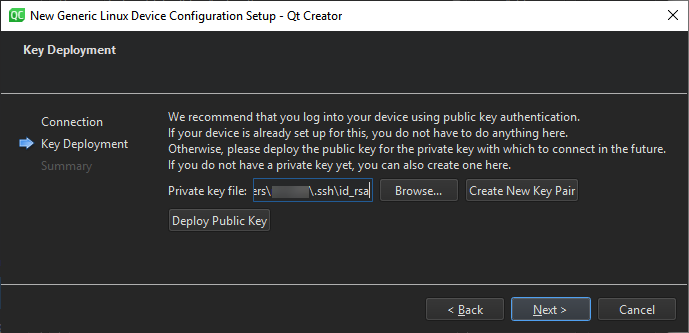 QC New Generic Linux Device Configuration Setup - Qt Creator
Key Deployment
Connection
Key Deployment
Summary
We recommend that you log into your device using public key authentication.
If your device is already set up for this, you do not have to do anything here.
Otherwise, please deploy the public key for the private key with which to connect in the future.
If you do not have a private key yet, you can also create one here.
Private key file: ers\ \.ssh\id_rsa Browse... Create New Key Pair
Deploy Public Key
< Back Next > Cancel